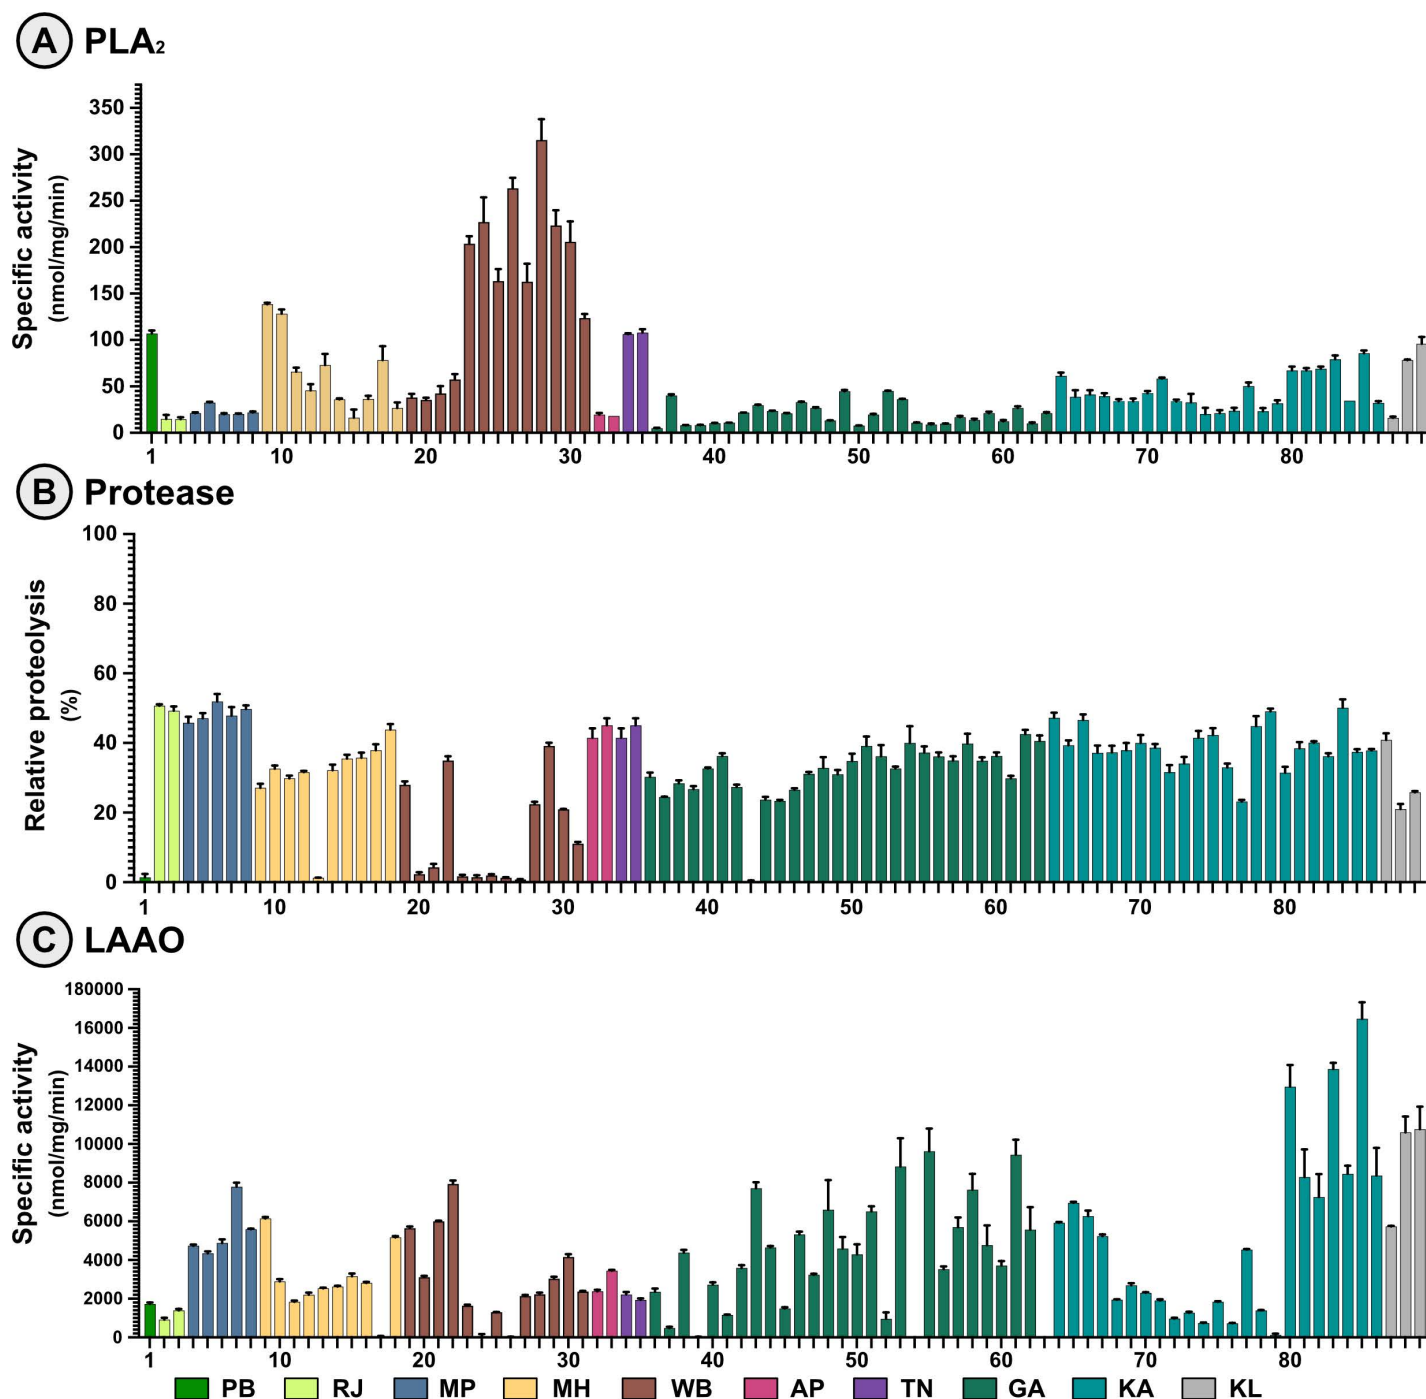 A PLA₂
Specific activity
(nmol/mg/min)
350
300
250
200
150
100
50
0
1 10 20 30 40 50 60 70 80
B Protease
Relative proteolysis
(%)
100
80
60
40
20
0
1 10 20 30 40 50 60 70 80
C LAAO
Specific activity
(nmol/mg/min)
180000
16000
14000
12000
10000
8000
6000
4000
2000
0
1 10 20 30 40 50 60 70 80
PB RJ MP MH WB AP TN GA KA KL